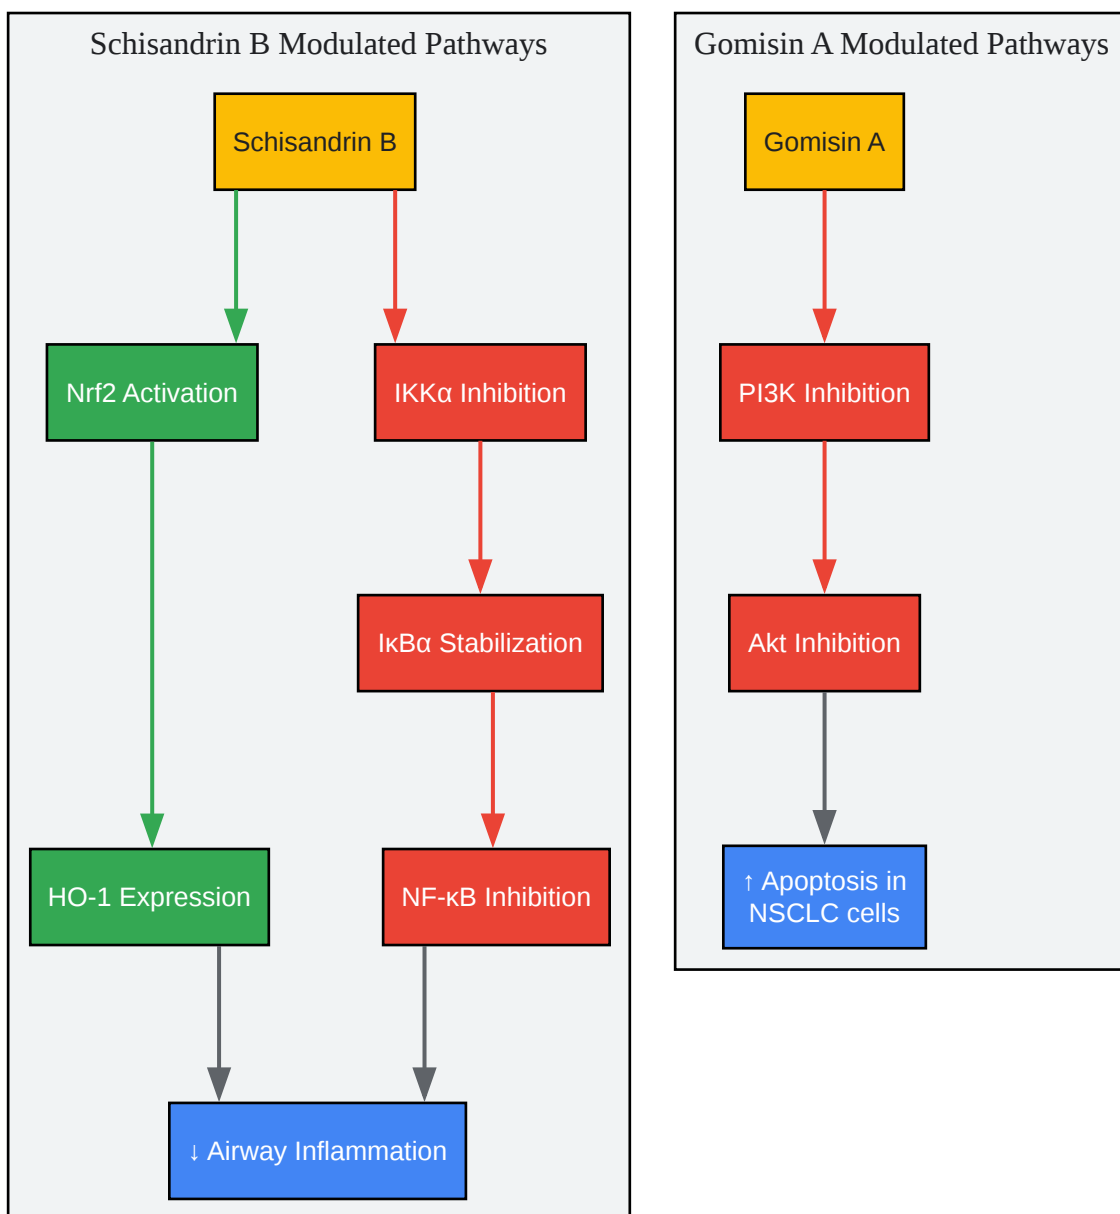 Schisandrin B Modulated Pathways
Schisandrin B
Nrf2 Activation
IKKα Inhibition
IκBα Stabilization
HO-1 Expression
NF-κB Inhibition
↓ Airway Inflammation
Gomisin A Modulated Pathways
Gomisin A
PI3K Inhibition
Akt Inhibition
↑ Apoptosis in
NSCLC cells